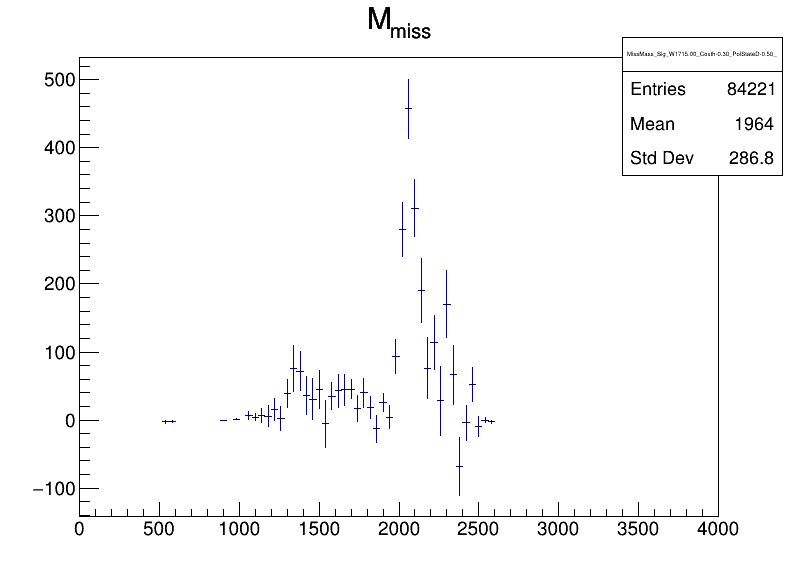 M_miss
MissMass_Sig_W1715.00_Costh-0.30_PolStateD-0.50_
Entries 84221
Mean 1964
Std Dev 286.8
500
400
300
200
100
0
−100
0 500 1000 1500 2000 2500 3000 3500 4000